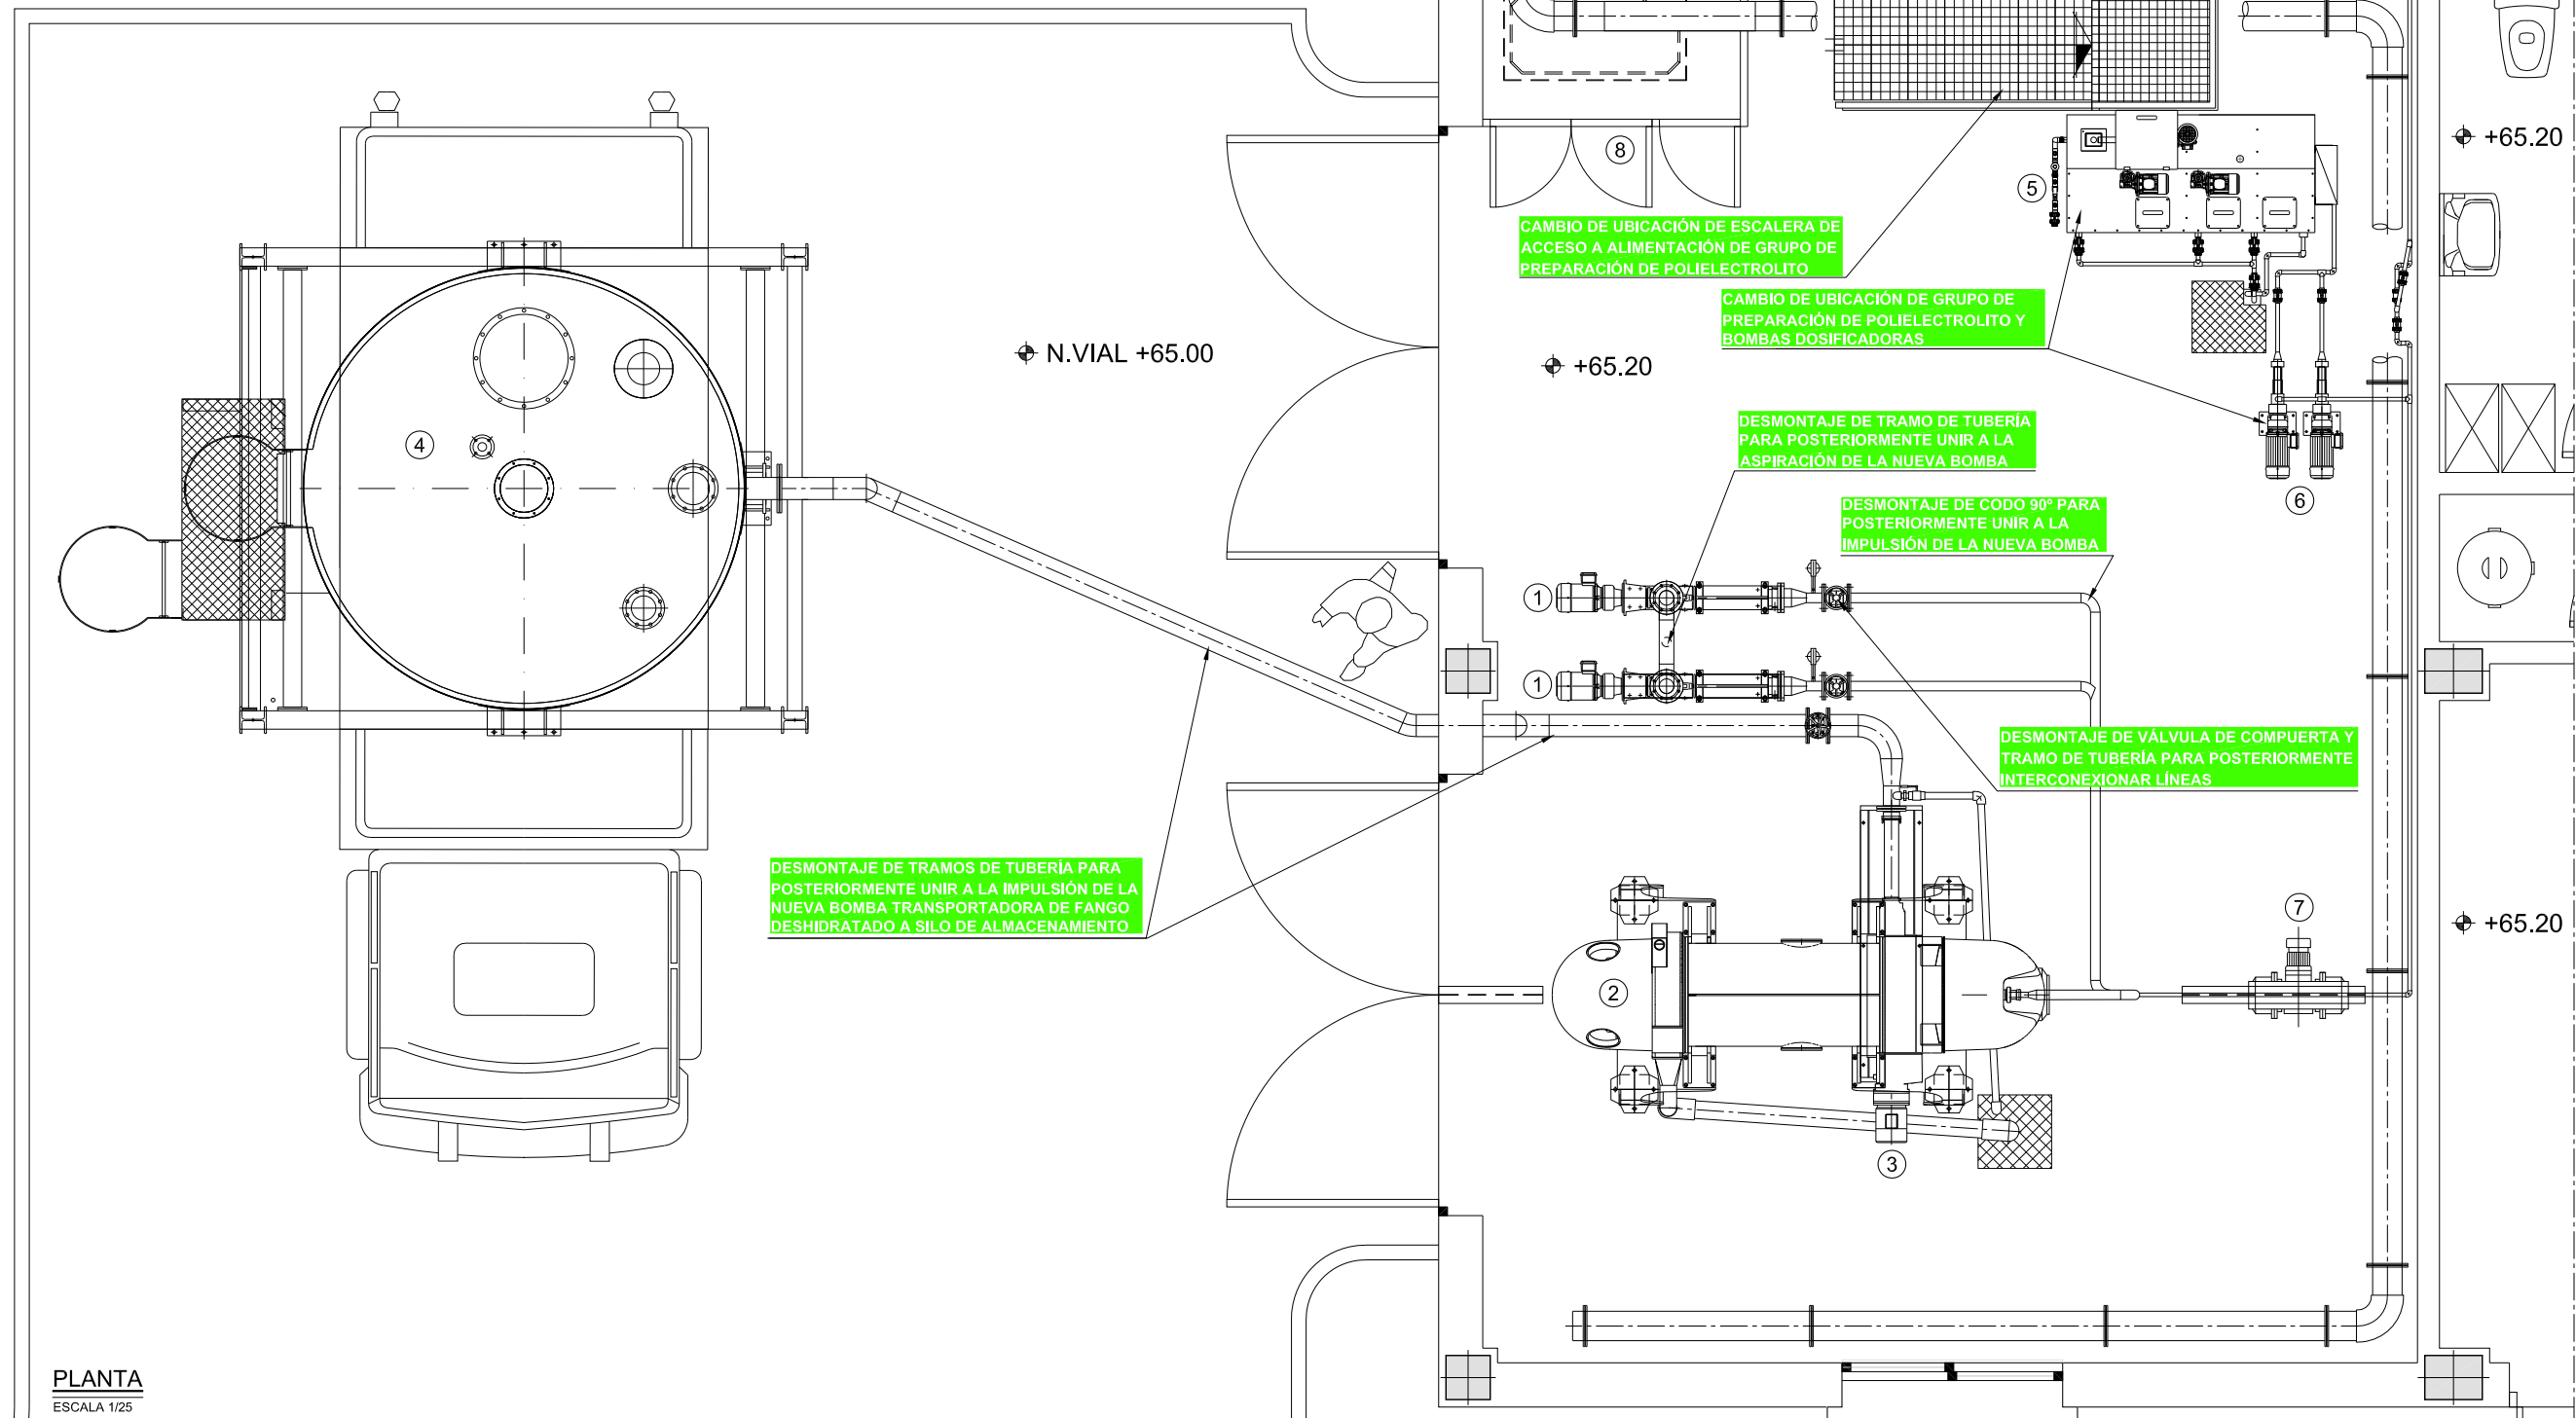 8
+65.20
5
CAMBIO DE UBICACIÓN DE ESCALERA DE
ACCESO A ALIMENTACIÓN DE GRUPO DE
PREPARACIÓN DE POLIELECTROLITO
CAMBIO DE UBICACIÓN DE GRUPO DE
PREPARACIÓN DE POLIELECTROLITO Y
BOMBAS DOSIFICADORAS
N.VIAL +65.00
+65.20
4
DESMONTAJE DE TRAMO DE TUBERÍA
PARA POSTERIORMENTE UNIR A LA
ASPIRACIÓN DE LA NUEVA BOMBA
6
DESMONTAJE DE CODO 90º PARA
POSTERIORMENTE UNIR A LA
IMPULSIÓN DE LA NUEVA BOMBA
1
1
DESMONTAJE DE VÁLVULA DE COMPUERTA Y
TRAMO DE TUBERÍA PARA POSTERIORMENTE
INTERCONEXIONAR LÍNEAS
DESMONTAJE DE TRAMOS DE TUBERÍA PARA
POSTERIORMENTE UNIR A LA IMPULSIÓN DE LA
NUEVA BOMBA TRANSPORTADORA DE FANGO
DESHIDRATADO A SILO DE ALMACENAMIENTO
7
+65.20
2
3
PLANTA
ESCALA 1/25